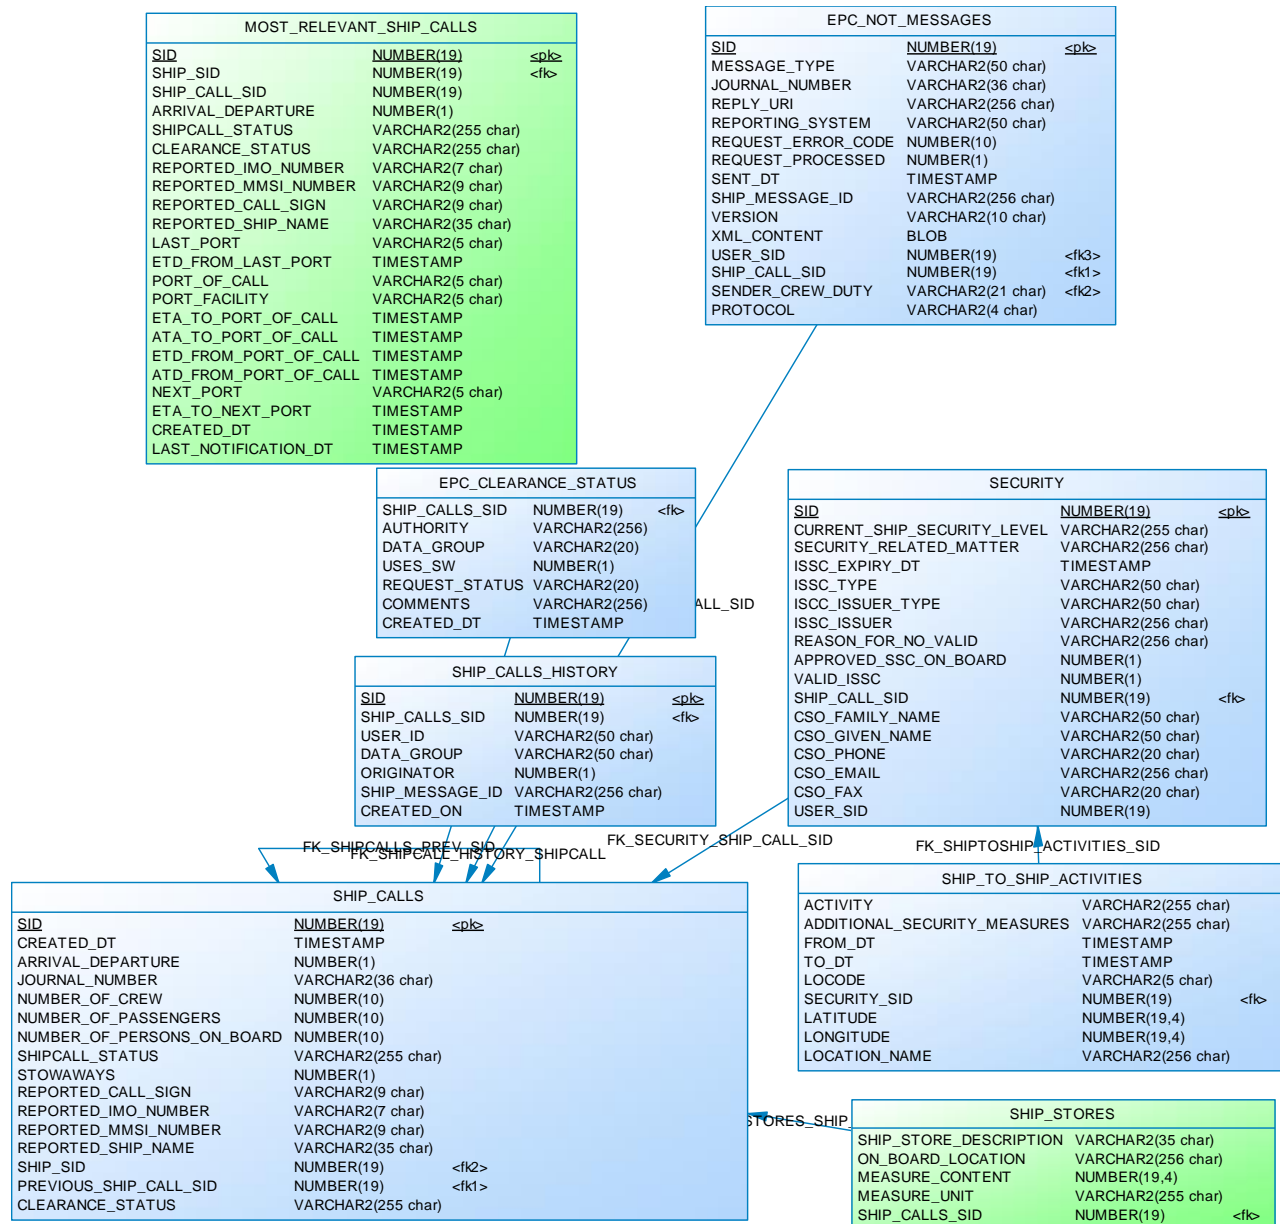 MOST_RELEVANT_SHIP_CALLS
SID NUMBER(19) <pk>
SHIP_SID NUMBER(19) <fk>
SHIP_CALL_SID NUMBER(19)
ARRIVAL_DEPARTURE NUMBER(1)
SHIPCALL_STATUS VARCHAR2(255 char)
CLEARANCE_STATUS VARCHAR2(255 char)
REPORTED_IMO_NUMBER VARCHAR2(7 char)
REPORTED_MMSI_NUMBER VARCHAR2(9 char)
REPORTED_CALL_SIGN VARCHAR2(9 char)
REPORTED_SHIP_NAME VARCHAR2(35 char)
LAST_PORT VARCHAR2(5 char)
ETD_FROM_LAST_PORT TIMESTAMP
PORT_OF_CALL VARCHAR2(5 char)
PORT_FACILITY VARCHAR2(5 char)
ETA_TO_PORT_OF_CALL TIMESTAMP
ATA_TO_PORT_OF_CALL TIMESTAMP
ETD_FROM_PORT_OF_CALL TIMESTAMP
ATD_FROM_PORT_OF_CALL TIMESTAMP
NEXT_PORT VARCHAR2(5 char)
ETA_TO_NEXT_PORT TIMESTAMP
CREATED_DT TIMESTAMP
LAST_NOTIFICATION_DT TIMESTAMP
EPC_NOT_MESSAGES
SID NUMBER(19) <pk>
MESSAGE_TYPE VARCHAR2(50 char)
JOURNAL_NUMBER VARCHAR2(36 char)
REPLY_URI VARCHAR2(256 char)
REPORTING_SYSTEM VARCHAR2(50 char)
REQUEST_ERROR_CODE NUMBER(10)
REQUEST_PROCESSED NUMBER(1)
SENT_DT TIMESTAMP
SHIP_MESSAGE_ID VARCHAR2(256 char)
VERSION VARCHAR2(10 char)
XML_CONTENT BLOB
USER_SID NUMBER(19) <fk3>
SHIP_CALL_SID NUMBER(19) <fk1>
SENDER_CREW_DUTY VARCHAR2(21 char) <fk2>
PROTOCOL VARCHAR2(4 char)
EPC_CLEARANCE_STATUS
SHIP_CALLS_SID NUMBER(19) <fk>
AUTHORITY VARCHAR2(256)
DATA_GROUP VARCHAR2(20)
USES_SW NUMBER(1)
REQUEST_STATUS VARCHAR2(20)
COMMENTS VARCHAR2(256)
CREATED_DT TIMESTAMP
ALL_SID
SECURITY
SID NUMBER(19) <pk>
CURRENT_SHIP_SECURITY_LEVEL VARCHAR2(255 char)
SECURITY_RELATED_MATTER VARCHAR2(256 char)
ISSC_EXPIRY_DT TIMESTAMP
ISSC_TYPE VARCHAR2(50 char)
ISCC_ISSUER_TYPE VARCHAR2(50 char)
ISSC_ISSUER VARCHAR2(256 char)
REASON_FOR_NO_VALID VARCHAR2(256 char)
APPROVED_SSC_ON_BOARD NUMBER(1)
VALID_ISSC NUMBER(1)
SHIP_CALL_SID NUMBER(19) <fk>
CSO_FAMILY_NAME VARCHAR2(50 char)
CSO_GIVEN_NAME VARCHAR2(50 char)
CSO_PHONE VARCHAR2(20 char)
CSO_EMAIL VARCHAR2(256 char)
CSO_FAX VARCHAR2(20 char)
USER_SID NUMBER(19)
SHIP_CALLS_HISTORY
SID NUMBER(19) <pk>
SHIP_CALLS_SID NUMBER(19) <fk>
USER_ID VARCHAR2(50 char)
DATA_GROUP VARCHAR2(50 char)
ORIGINATOR NUMBER(1)
SHIP_MESSAGE_ID VARCHAR2(256 char)
CREATED_ON TIMESTAMP
FK_SHIPCALLS_PREV_SID
FK_SHIPCALL_HISTORY_SHIPCALL
FK_SECURITY_SHIP_CALL_SID
FK_SHIPTOSHIP_ACTIVITIES_SID
SHIP_CALLS
SID NUMBER(19) <pk>
CREATED_DT TIMESTAMP
ARRIVAL_DEPARTURE NUMBER(1)
JOURNAL_NUMBER VARCHAR2(36 char)
NUMBER_OF_CREW NUMBER(10)
NUMBER_OF_PASSENGERS NUMBER(10)
NUMBER_OF_PERSONS_ON_BOARD NUMBER(10)
SHIPCALL_STATUS VARCHAR2(255 char)
STOWAWAYS NUMBER(1)
REPORTED_CALL_SIGN VARCHAR2(9 char)
REPORTED_IMO_NUMBER VARCHAR2(7 char)
REPORTED_MMSI_NUMBER VARCHAR2(9 char)
REPORTED_SHIP_NAME VARCHAR2(35 char)
SHIP_SID NUMBER(19) <fk2>
PREVIOUS_SHIP_CALL_SID NUMBER(19) <fk1>
CLEARANCE_STATUS VARCHAR2(255 char)
SHIP_TO_SHIP_ACTIVITIES
ACTIVITY VARCHAR2(255 char)
ADDITIONAL_SECURITY_MEASURES VARCHAR2(255 char)
FROM_DT TIMESTAMP
TO_DT TIMESTAMP
LOCODE VARCHAR2(5 char)
SECURITY_SID NUMBER(19) <fk>
LATITUDE NUMBER(19,4)
LONGITUDE NUMBER(19,4)
LOCATION_NAME VARCHAR2(256 char)
STORES_SHIP_
SHIP_STORES
SHIP_STORE_DESCRIPTION VARCHAR2(35 char)
ON_BOARD_LOCATION VARCHAR2(256 char)
MEASURE_CONTENT NUMBER(19,4)
MEASURE_UNIT VARCHAR2(255 char)
SHIP_CALLS_SID NUMBER(19) <fk>